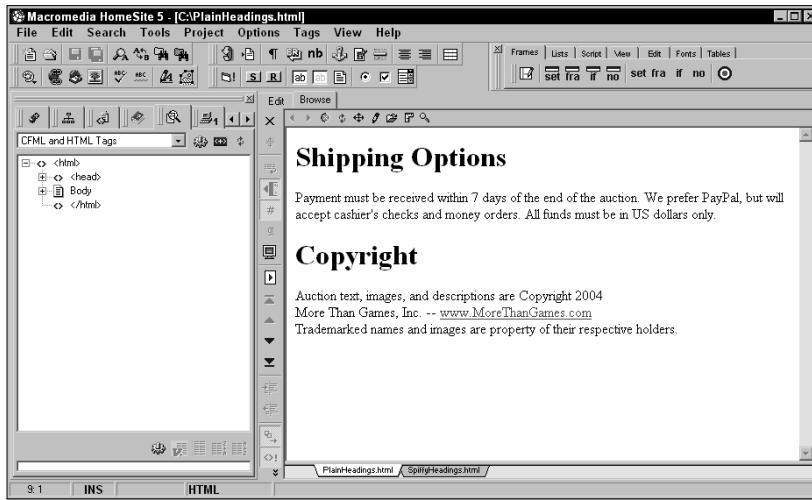 Macromedia HomeSite 5 - [C:\PlainHeadings.html]
File Edit Search Tools Project Options Tags View Help
Frames Lists Script View Edit Fonts Tables
nb
set fra if no set fra if no
S R ab ab
Edit Browse
CFML and HTML Tags
<html>
<head>
Body
</html>
Shipping Options
Payment must be received within 7 days of the end of the auction. We prefer PayPal, but will
accept cashier's checks and money orders. All funds must be in US dollars only.
Copyright
Auction text, images, and descriptions are Copyright 2004
More Than Games, Inc. -- www.MoreThanGames.com
Trademarked names and images are property of their respective holders.
PlainHeadings.html SpiffyHeadings.html
9: 1 INS HTML